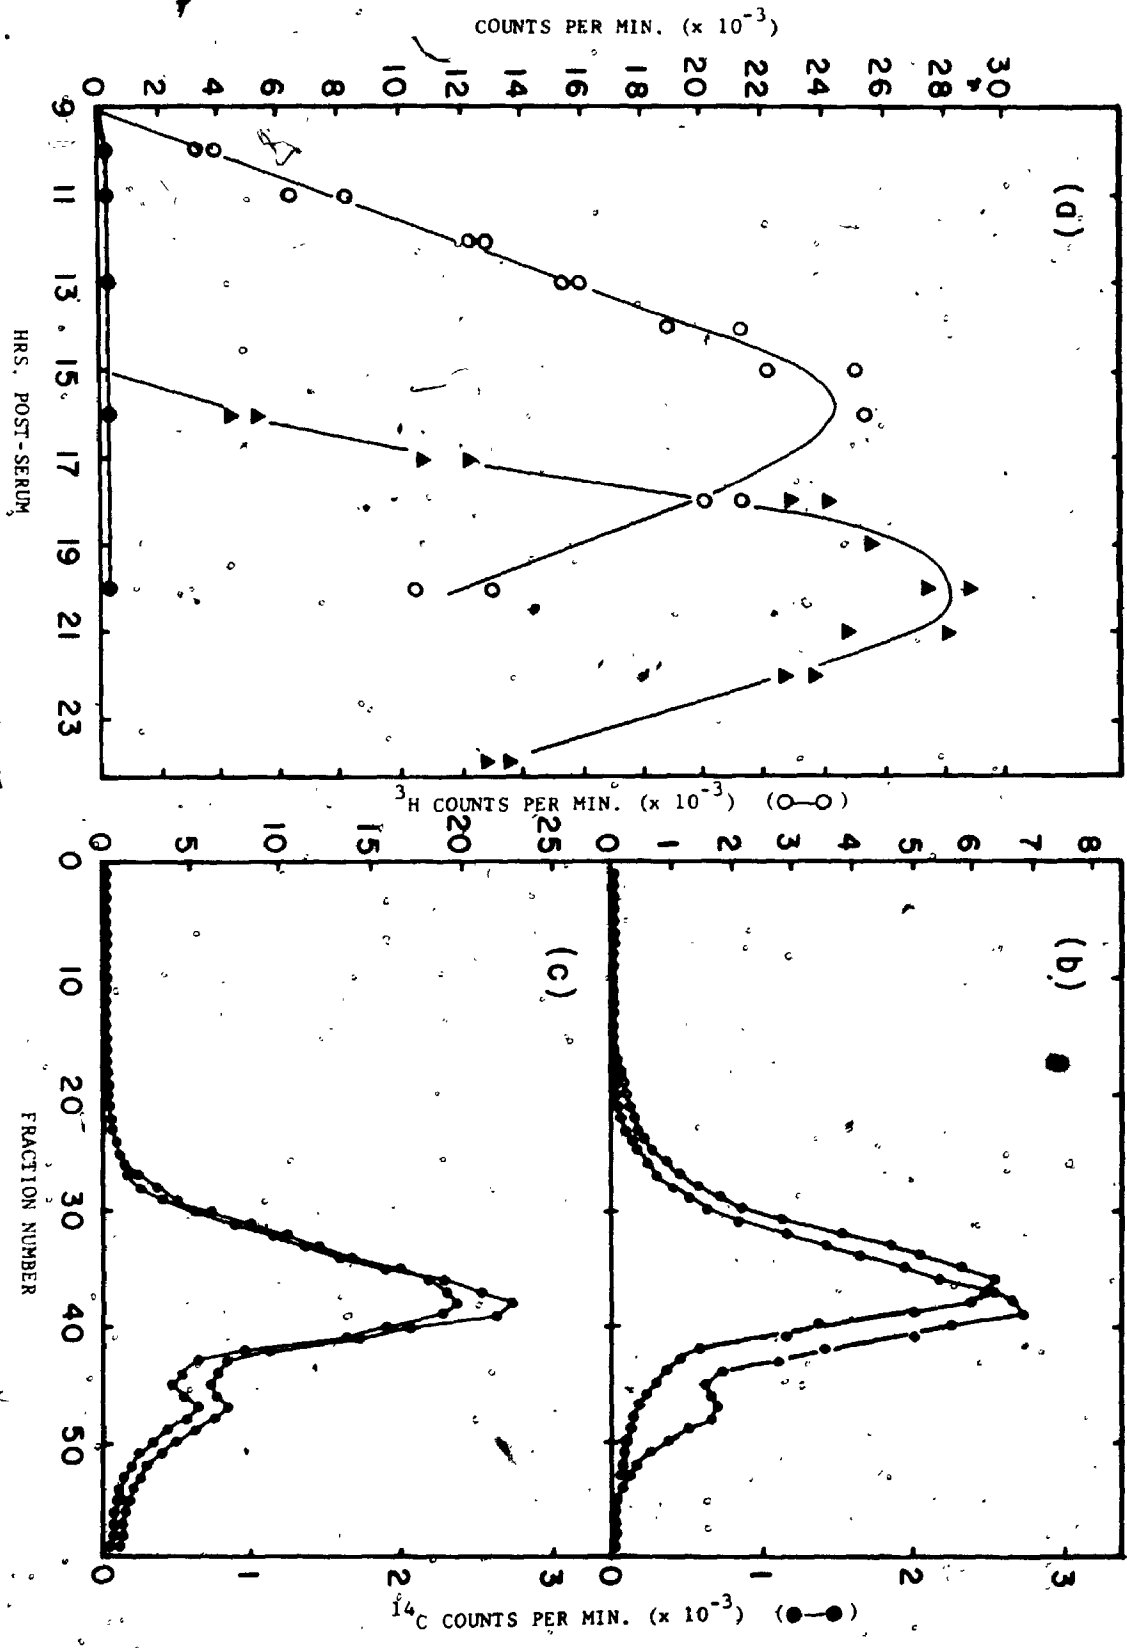 COUNTS PER MIN. (x 10⁻³)
0 2 4 6 8 10 12 14 16 18 20 22 24 26 28 30
9 11 13 15 17 19 21 23
HRS. POST-SERUM
(a)
³H COUNTS PER MIN. (x 10⁻³) (○—○)
0 1 2 3 4 5 6 7 8
(b)
0 1 2 3
0 5 10 15 20 25
(c)
0 10 20 30 40 50
FRACTION NUMBER
0 1 2 3
¹⁴C COUNTS PER MIN. (x 10⁻³) (●—●)